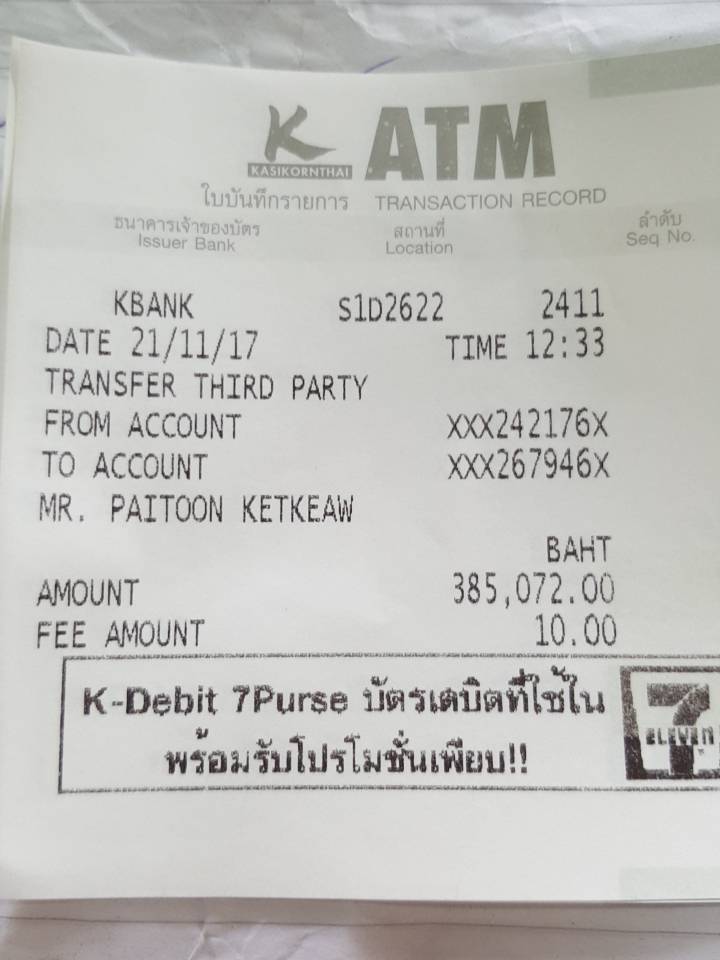 K ATM
KASIKORNTHAI
ใบบันทึกรายการ TRANSACTION RECORD
ธนาคารเจ้าของบัตร สถานที่ ลำดับ
Issuer Bank Location Seq No.
KBANK S1D2622 2411
DATE 21/11/17 TIME 12:33
TRANSFER THIRD PARTY
FROM ACCOUNT XXX242176X
TO ACCOUNT XXX267946X
MR. PAITOON KETKEAW
BAHT
AMOUNT 385,072.00
FEE AMOUNT 10.00
K-Debit 7Purse บัตรเดบิตที่ใช้ใน
พร้อมรับโปรโมชั่นเพียบ!!
7
ELEVEN